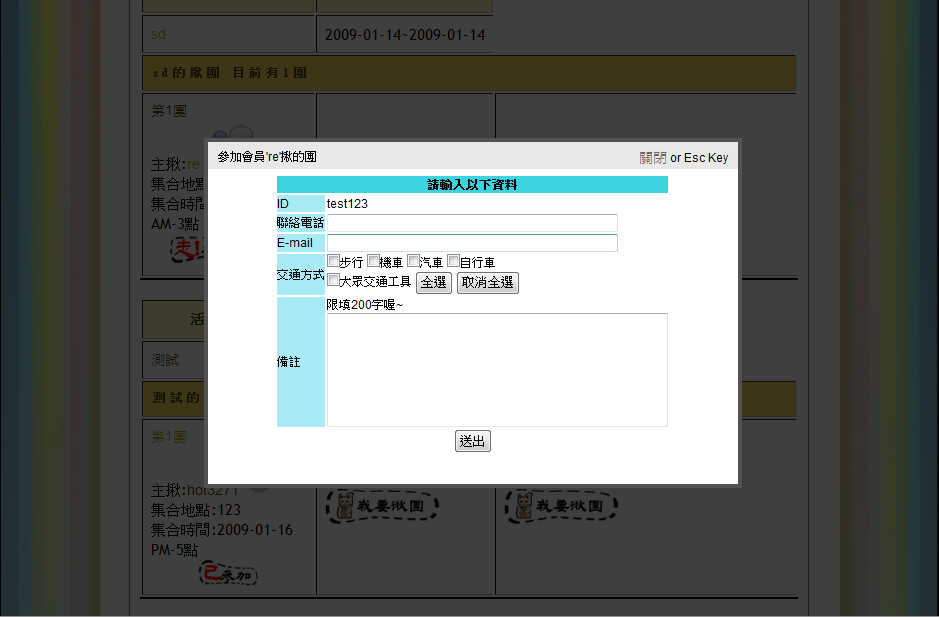 sd
2009-01-14~2009-01-14
sd的揪團 目前有1團
第1團
主揪:re
集合地點
集合時間
AM-3點
走!
參加會員're'揪的團
關閉 or Esc Key
請輸入以下資料
ID test123
聯絡電話
E-mail
交通方式 步行 機車 汽車 自行車
大眾交通工具 全選 取消全選
限填200字喔~
備註
送出
活
測試
測試的
第1團
主揪:hot3271
集合地點:123
集合時間:2009-01-16
PM-5點
已參加
我要揪團
我要揪團